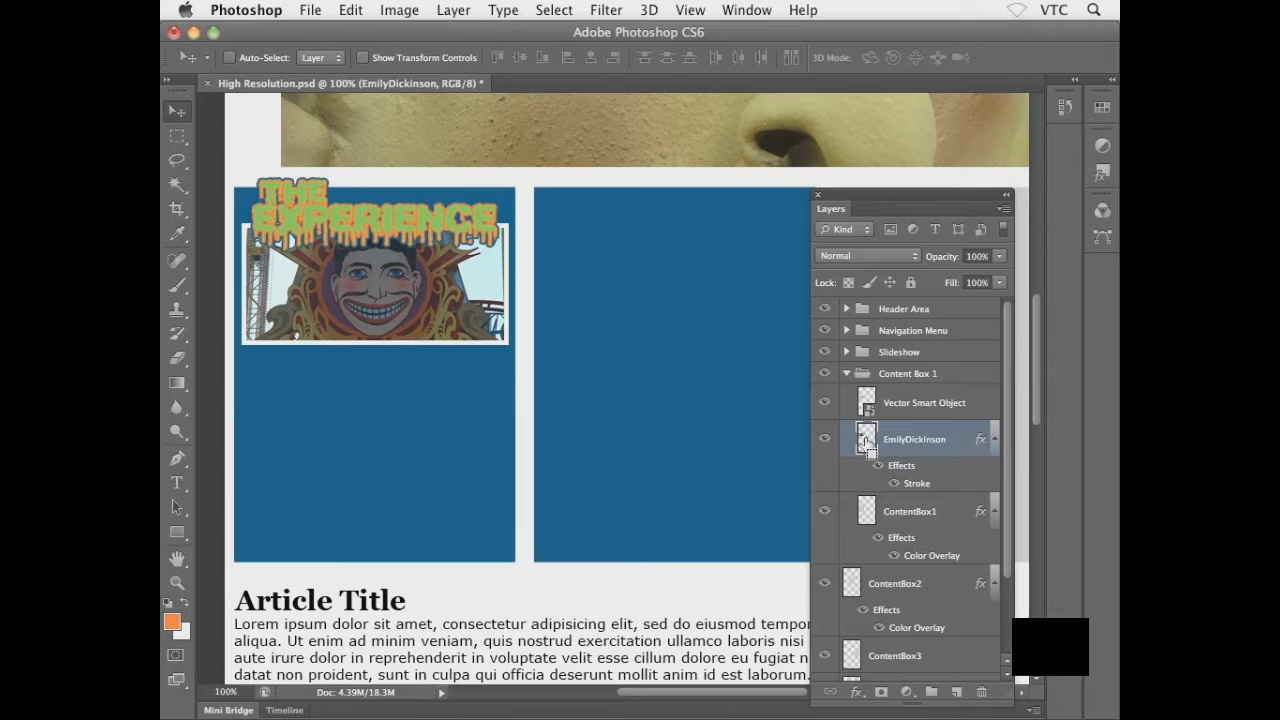 Photoshop File Edit Image Layer Type Select Filter 3D View Window Help VTC
Adobe Photoshop CS6
Auto-Select: Layer Show Transform Controls 3D Mode:
High Resolution.psd @ 100% (EmilyDickinson, RGB/8) *
THE
EXPERIENCE
Layers
Kind
Normal Opacity: 100%
Lock: Fill: 100%
Header Area
Navigation Menu
Slideshow
Content Box 1
Vector Smart Object
EmilyDickinson fx
Effects
Stroke
ContentBox1 fx
Effects
Color Overlay
ContentBox2 fx
Effects
Color Overlay
ContentBox3
Article Title
Lorem ipsum dolor sit amet, consectetur adipisicing elit, sed do eiusmod tempor
aliqua. Ut enim ad minim veniam, quis nostrud exercitation ullamco laboris nisi
aute irure dolor in reprehenderit in voluptate velit esse cillum dolore eu fugiat n
datat non proident, sunt in culpa qui officia deserunt mollit anim id est laborum.
100% Doc: 4.39M/18.3M
Mini Bridge Timeline